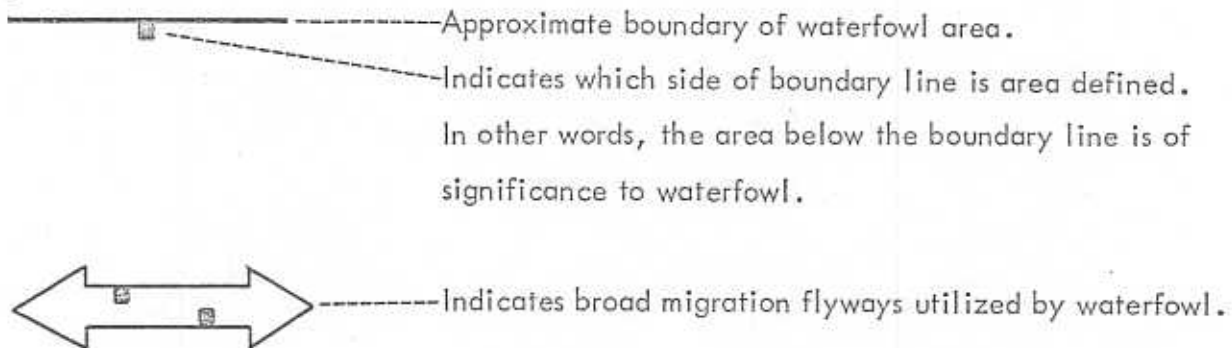 Approximate boundary of waterfowl area.
Indicates which side of boundary line is area defined.
In other words, the area below the boundary line is of
significance to waterfowl.
Indicates broad migration flyways utilized by waterfowl.